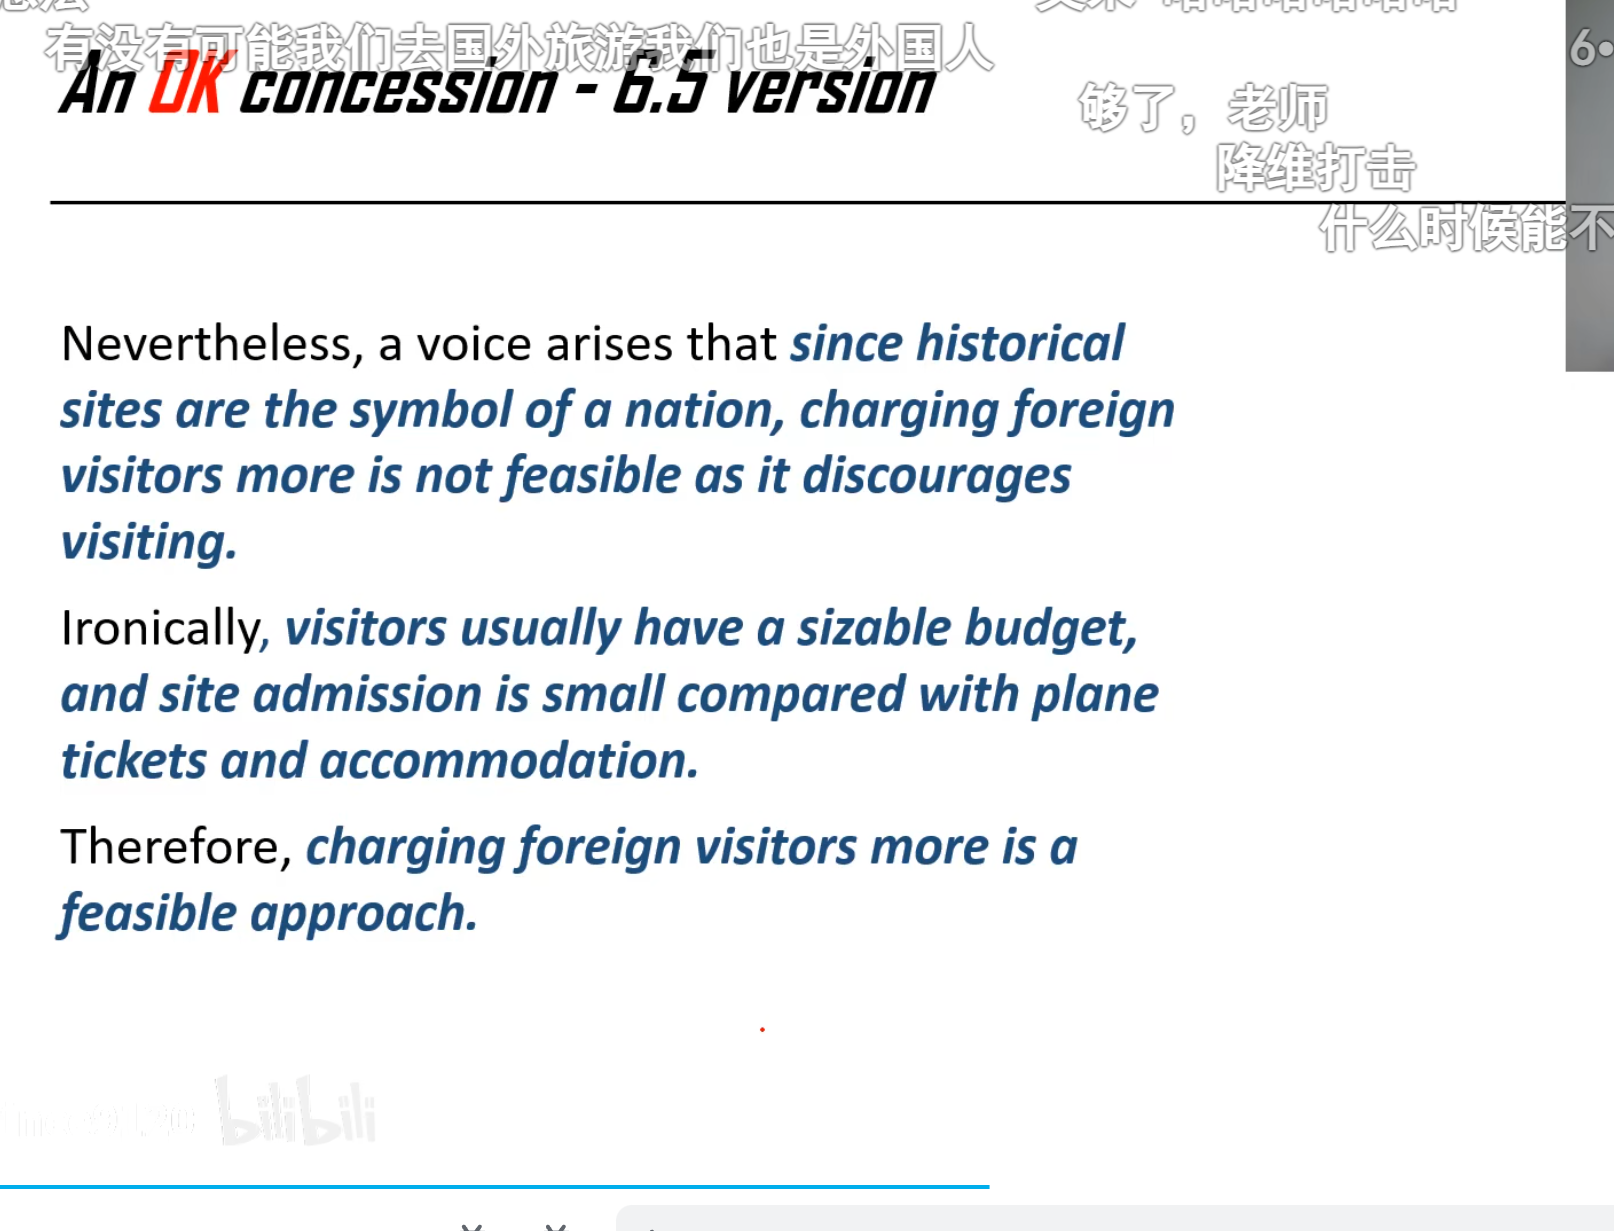 有没有可能我们去国外旅游我们也是外国人
An OK concession - 6.5 version
够了，老师
降维打击
什么时候能不
Nevertheless, a voice arises that since historical
sites are the symbol of a nation, charging foreign
visitors more is not feasible as it discourages
visiting.
Ironically, visitors usually have a sizable budget,
and site admission is small compared with plane
tickets and accommodation.
Therefore, charging foreign visitors more is a
feasible approach.
bilibili